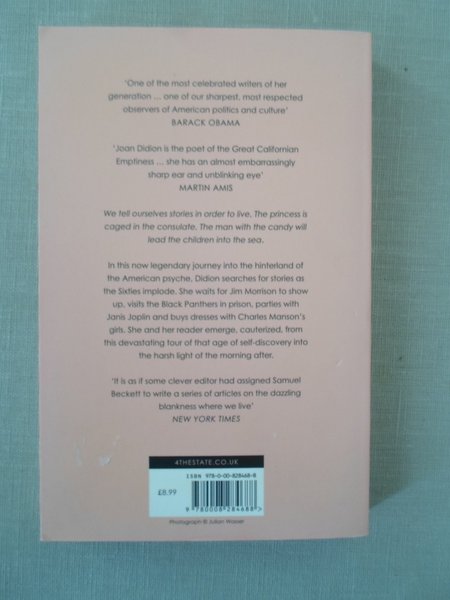 'One of the most celebrated writers of her
generation ... one of our sharpest, most respected
observers of American politics and culture'
BARACK OBAMA
'Joan Didion is the poet of the Great Californian
Emptiness ... she has an almost embarrassingly
sharp ear and unblinking eye'
MARTIN AMIS
We tell ourselves stories in order to live. The princess is
caged in the consulate. The man with the candy will
lead the children into the sea.
In this now legendary journey into the hinterland of
the American psyche, Didion searches for stories as
the Sixties implode. She waits for Jim Morrison to show
up, visits the Black Panthers in prison, parties with
Janis Joplin and buys dresses with Charles Manson's
girls. She and her reader emerge, cauterized, from
this devastating tour of that age of self-discovery into
the harsh light of the morning after.
'It is as if some clever editor had assigned Samuel
Beckett to write a series of articles on the dazzling
blankness where we live'
NEW YORK TIMES
4THESTATE.CO.UK
ISBN 978-0-00-828468-8
£8.99
9 780008 284688 >
Photograph © Julian Wasser